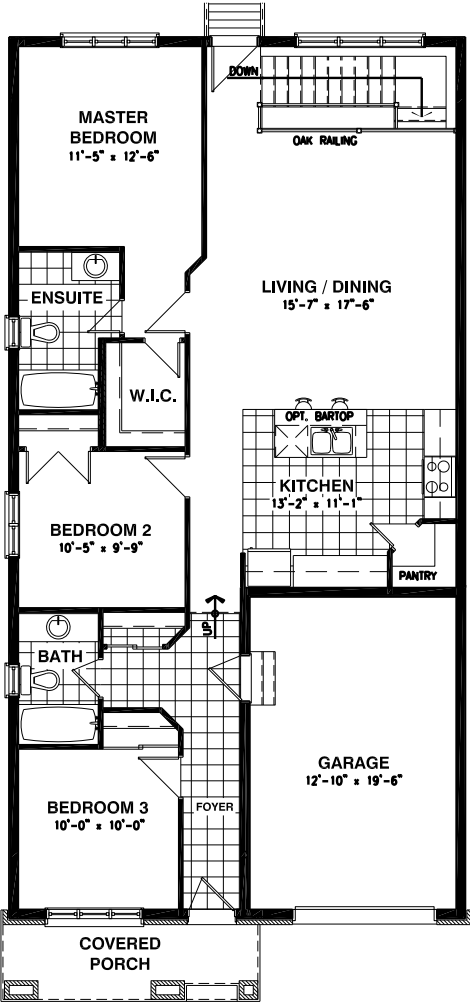 DOWN
MASTER
BEDROOM
11'-5" x 12'-6"
OAK RAILING
ENSUITE
LIVING / DINING
15'-7" x 17'-6"
W.I.C.
OPT. BARTOP
KITCHEN
13'-2" x 11'-1"
BEDROOM 2
10'-5" x 9'-9"
PANTRY
UP
BATH
GARAGE
12'-10" x 19'-6"
BEDROOM 3
10'-0" x 10'-0"
FOYER
COVERED
PORCH